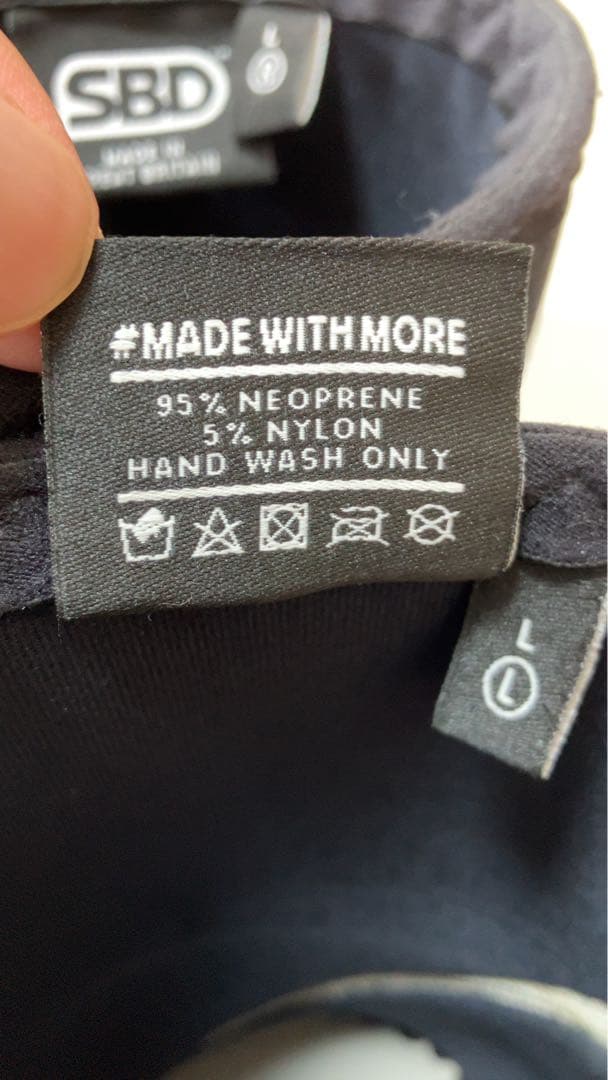 SBD
MADE IN
GREAT BRITAIN
L
#MADE WITH MORE
95% NEOPRENE
5% NYLON
HAND WASH ONLY
L
L